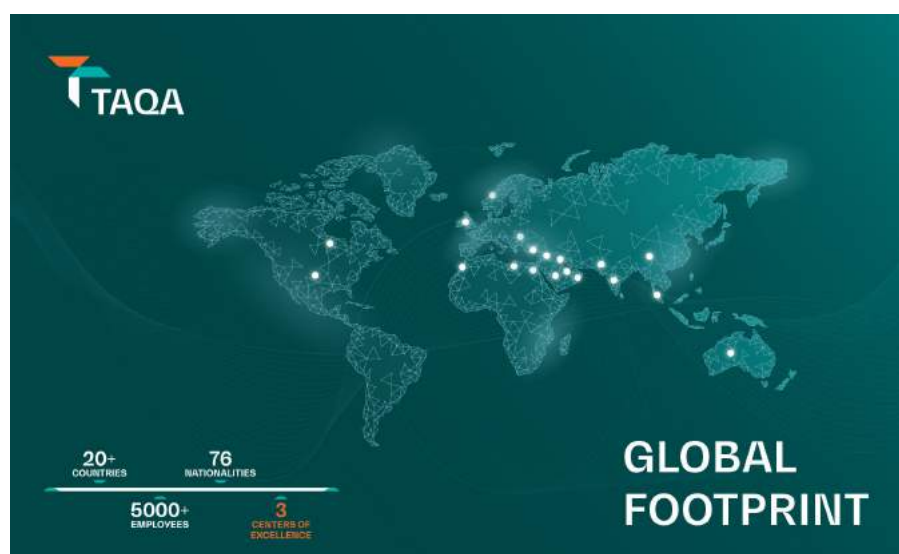 TAQA
20+
COUNTRIES
76
NATIONALITIES
5000+
EMPLOYEES
3
CENTERS OF
EXCELLENCE
GLOBAL
FOOTPRINT